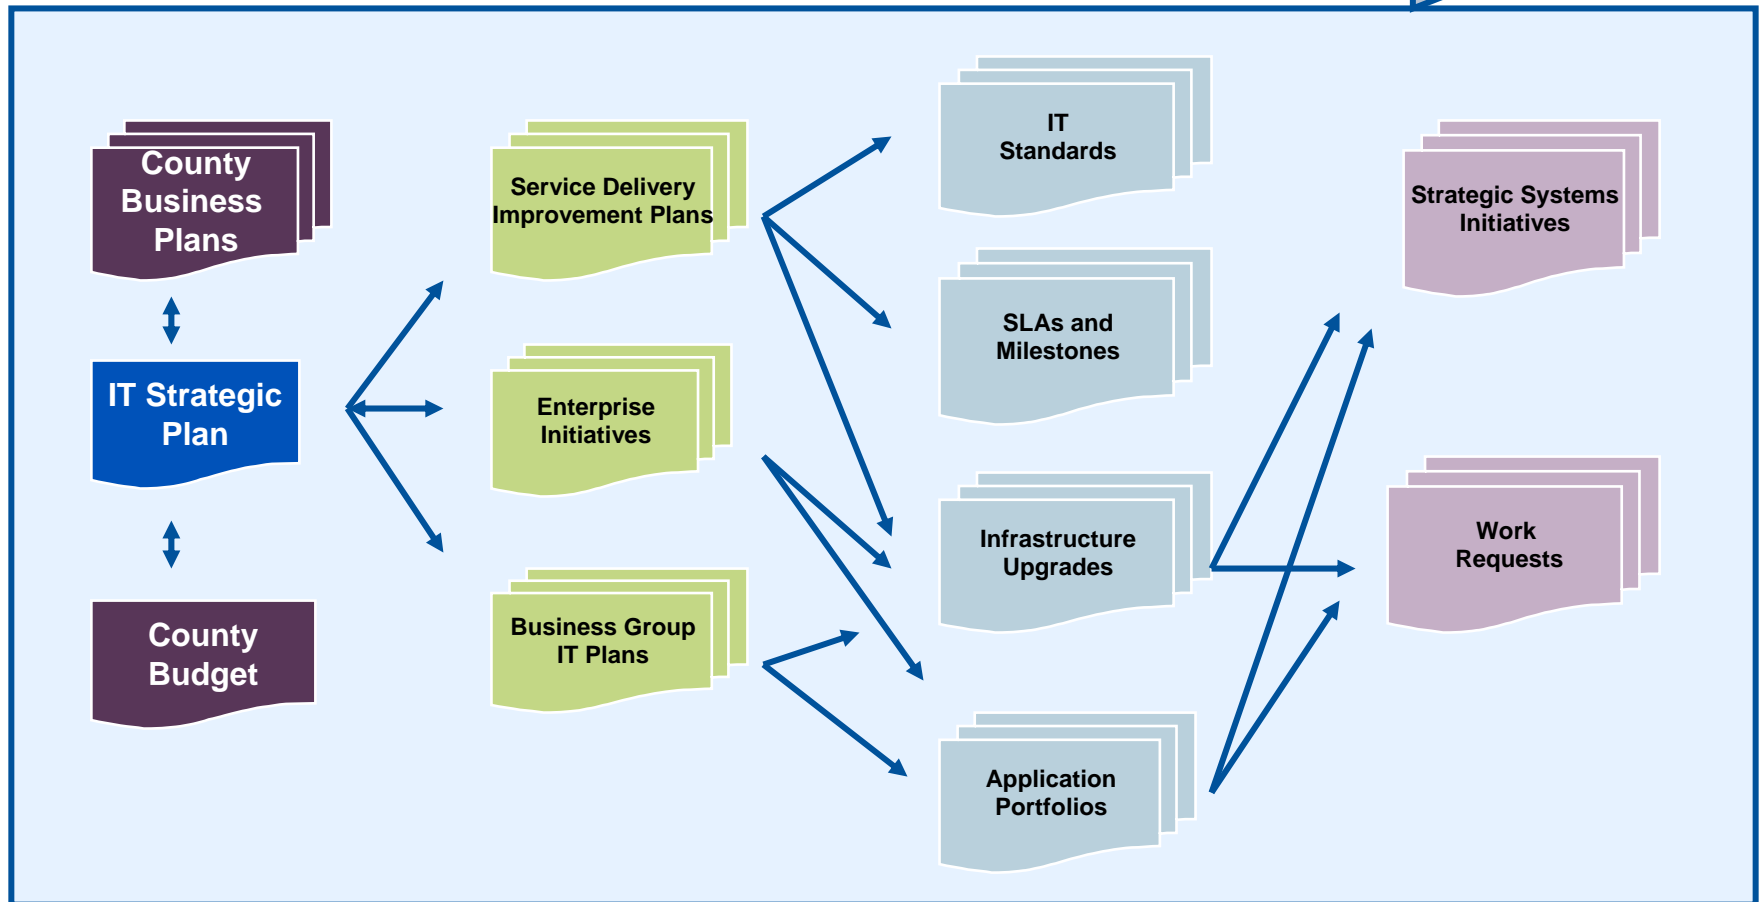 County
Business
Plans
IT Strategic
Plan
County
Budget
Service Delivery
Improvement Plans
Enterprise
Initiatives
Business Group
IT Plans
IT
Standards
SLAs and
Milestones
Infrastructure
Upgrades
Application
Portfolios
Strategic Systems
Initiatives
Work
Requests